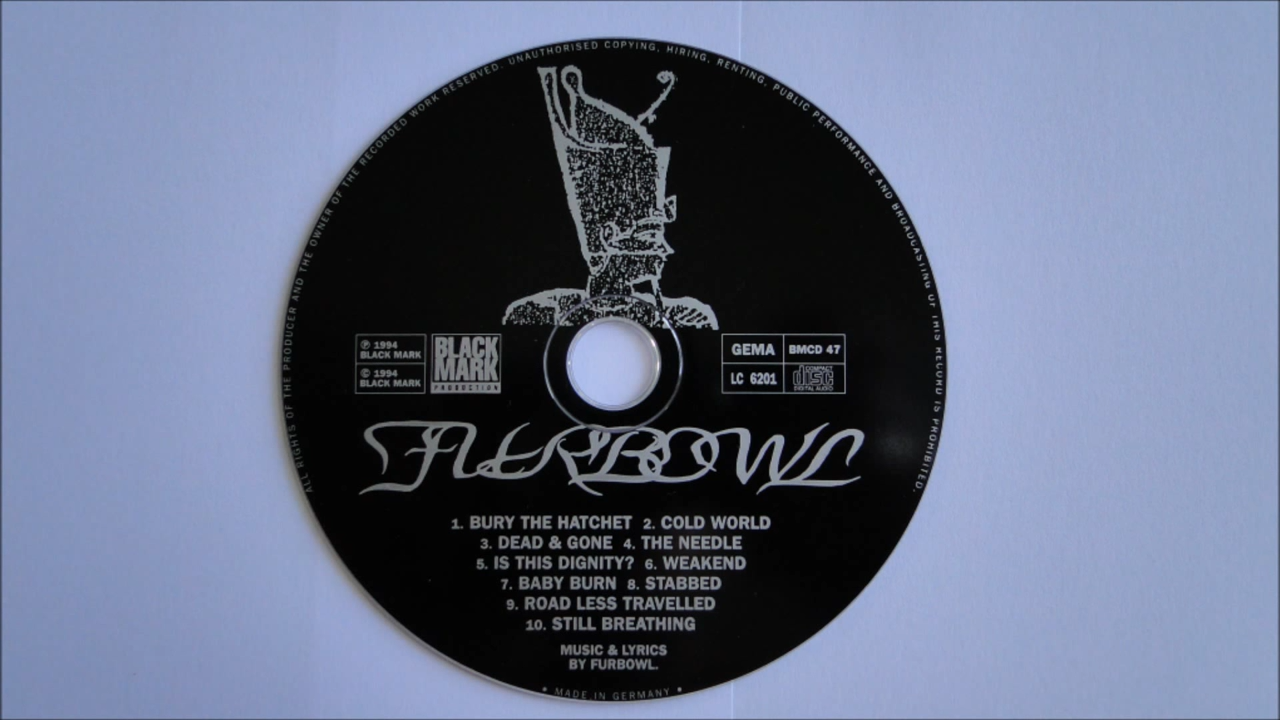 ALL RIGHTS OF THE PRODUCER AND THE OWNER OF THE RECORDED WORK RESERVED. UNAUTHORISED COPYING, HIRING, RENTING, PUBLIC PERFORMANCE AND BROADCASTING OF THIS RECORD IS PROHIBITED.
℗ 1994
BLACK MARK
© 1994
BLACK MARK
BLACK
MARK
PRODUCTION
GEMA
BMCD 47
LC 6201
COMPACT
disc
DIGITAL AUDIO
FURBOWL
1. BURY THE HATCHET 2. COLD WORLD
3. DEAD & GONE 4. THE NEEDLE
5. IS THIS DIGNITY? 6. WEAKEND
7. BABY BURN 8. STABBED
9. ROAD LESS TRAVELLED
10. STILL BREATHING
MUSIC & LYRICS
BY FURBOWL.
• MADE IN GERMANY •